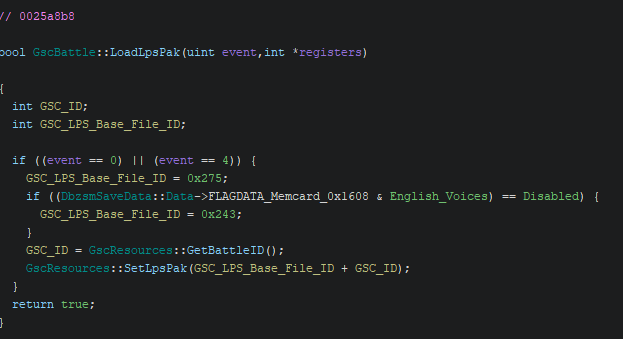 // 0025a8b8
bool GscBattle::LoadLpsPak(uint event,int *registers)
{
int GSC_ID;
int GSC_LPS_Base_File_ID;
if ((event == 0) || (event == 4)) {
GSC_LPS_Base_File_ID = 0x275;
if ((DbzsmSaveData::Data->FLAGDATA_Memcard_0x1608 & English_Voices) == Disabled) {
GSC_LPS_Base_File_ID = 0x243;
}
GSC_ID = GscResources::GetBattleID();
GscResources::SetLpsPak(GSC_LPS_Base_File_ID + GSC_ID);
}
return true;
}